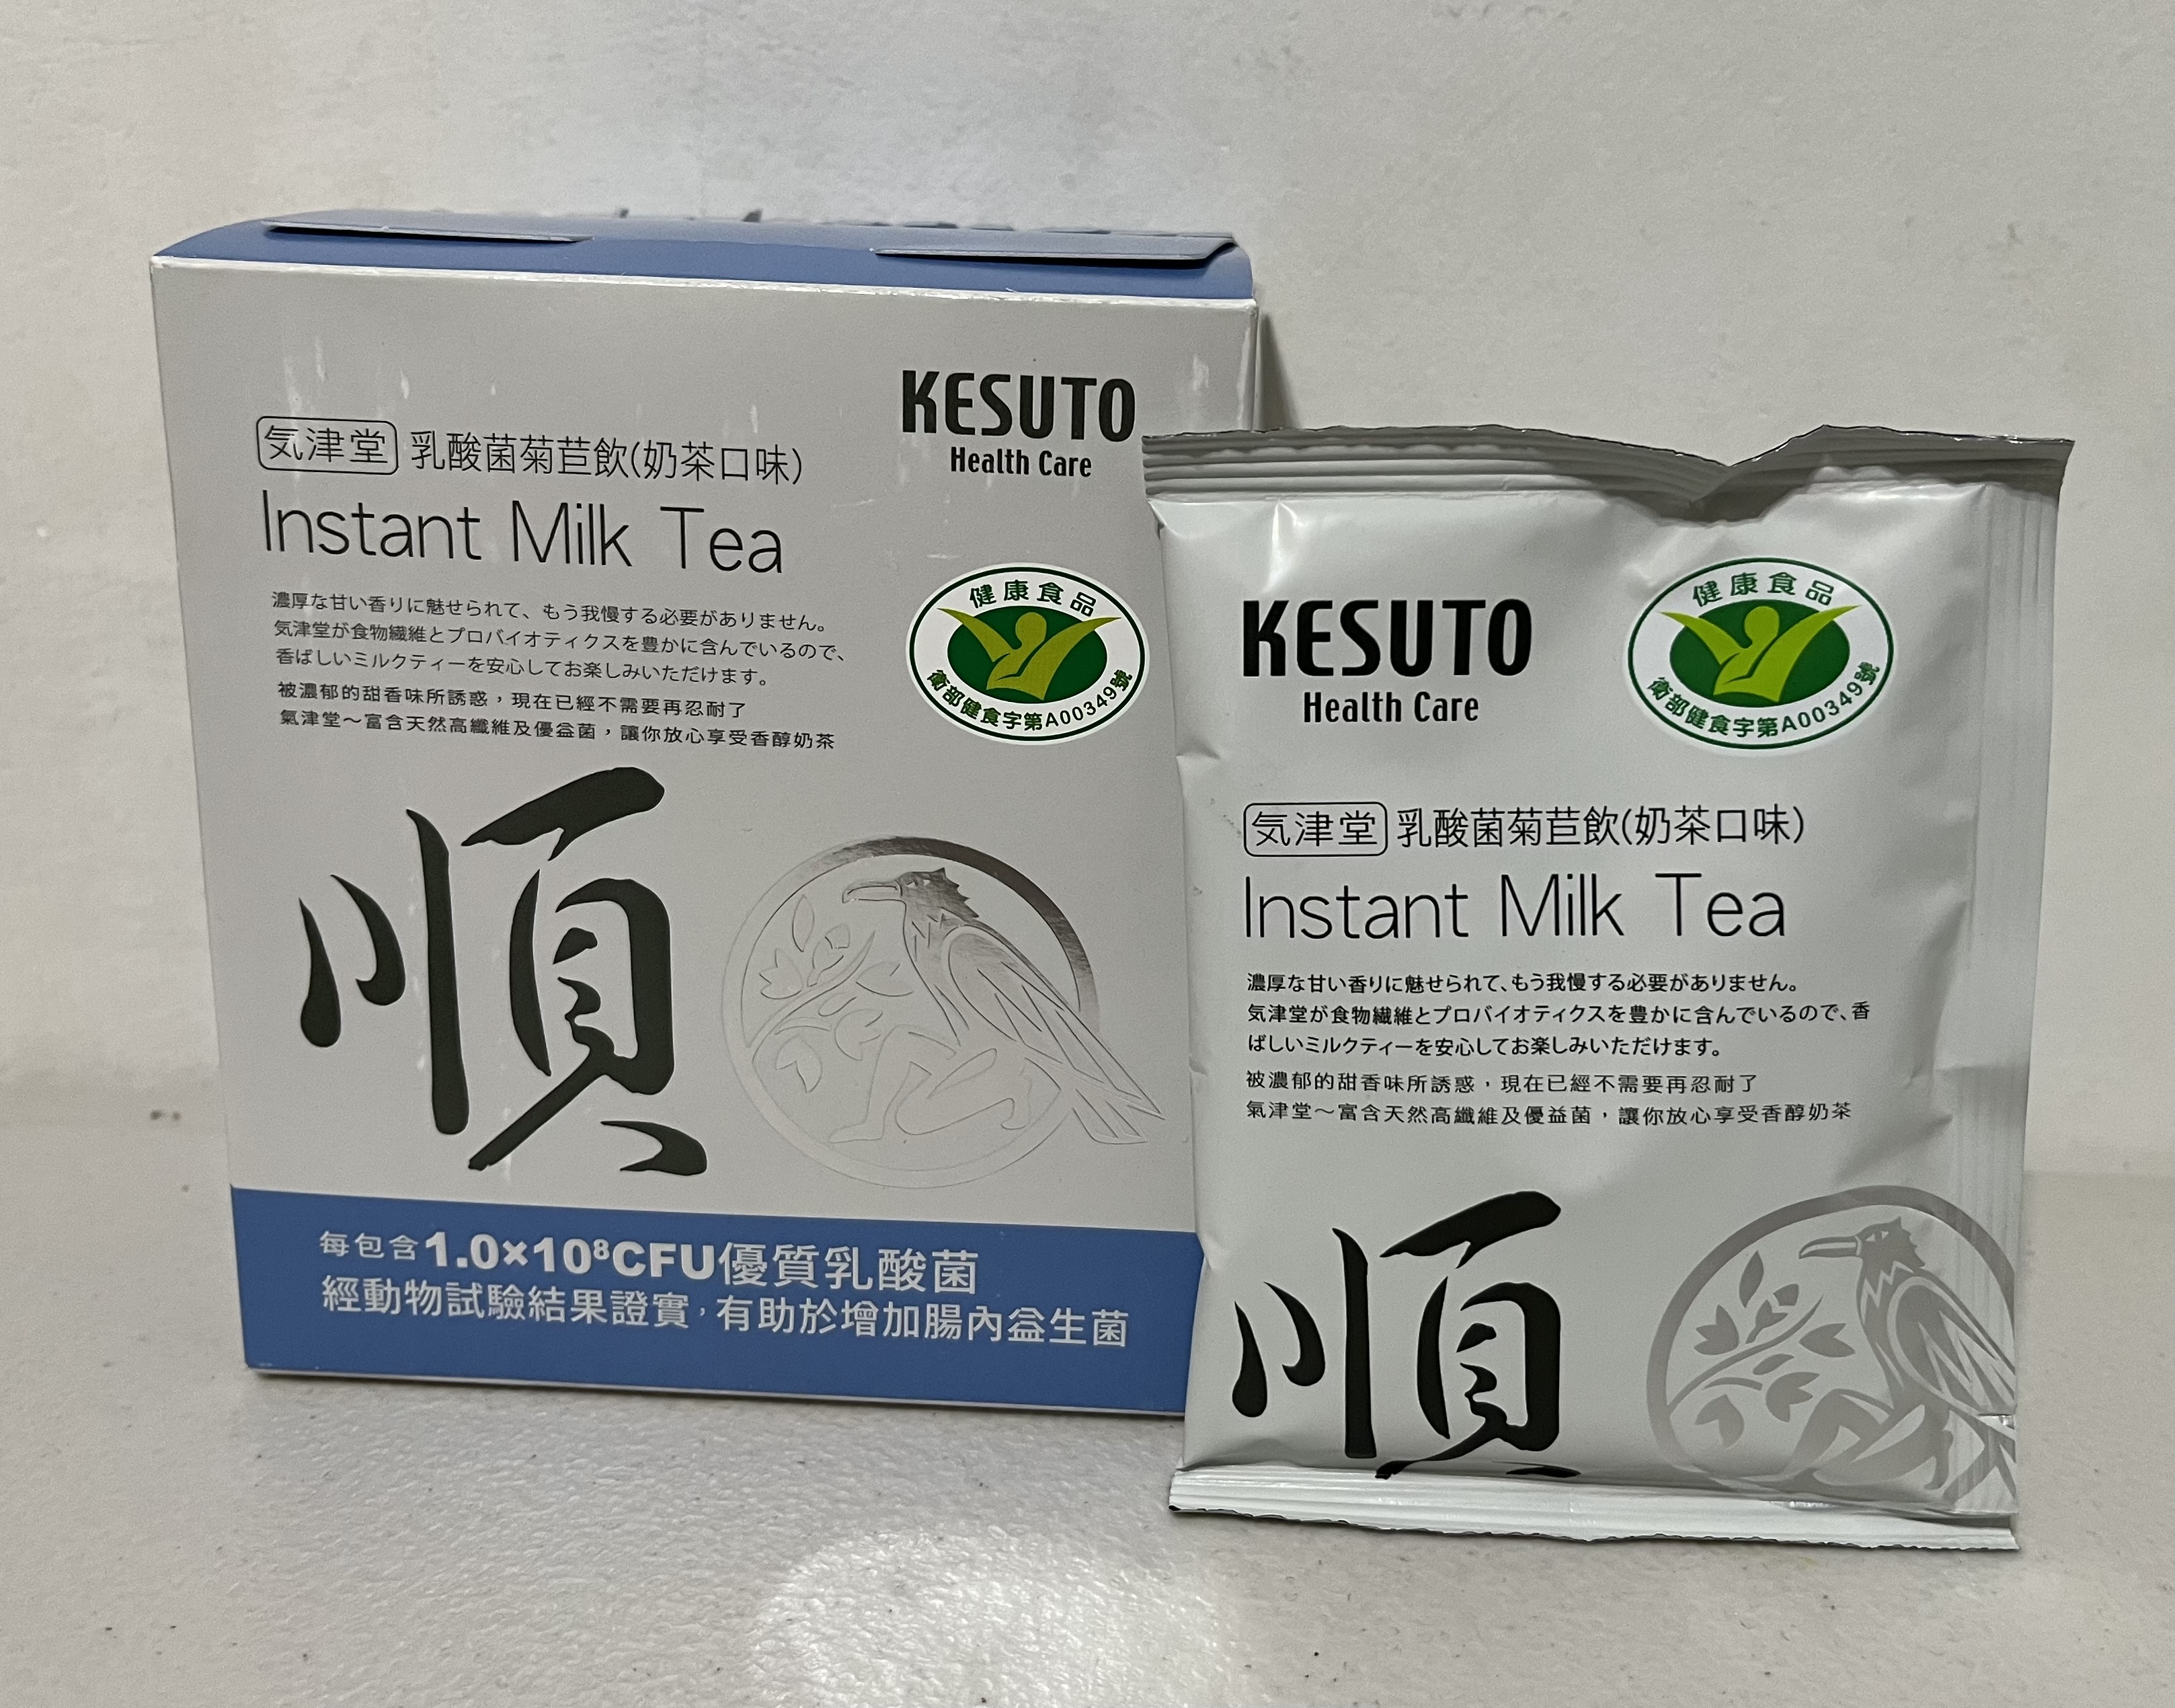 KESUTO
Health Care
気津堂 乳酸菌菊苣飲(奶茶口味)
Instant Milk Tea
濃厚な甘い香りに魅せられて、もう我慢する必要がありません。
気津堂が食物繊維とプロバイオティクスを豊かに含んでいるので、
香ばしいミルクティーを安心してお楽しみいただけます。
被濃郁的甜香味所誘惑，現在已經不需要再忍耐了
氣津堂～富含天然高纖維及優益菌，讓你放心享受香醇奶茶
健康食品
衛部健食字第A00349號
順
每包含1.0×10⁸CFU優質乳酸菌
經動物試驗結果證實，有助於增加腸內益生菌
KESUTO
Health Care
健康食品
衛部健食字第A00349號
気津堂 乳酸菌菊苣飲(奶茶口味)
Instant Milk Tea
濃厚な甘い香りに魅せられて、もう我慢する必要がありません。
気津堂が食物繊維とプロバイオティクスを豊かに含んでいるので、香
ばしいミルクティーを安心してお楽しみいただけます。
被濃郁的甜香味所誘惑，現在已經不需要再忍耐了
氣津堂～富含天然高纖維及優益菌，讓你放心享受香醇奶茶
順